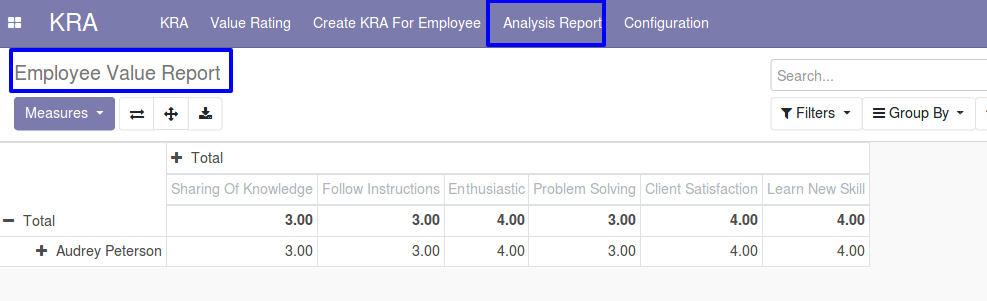 KRA KRA Value Rating Create KRA For Employee Analysis Report Configuration
Employee Value Report
Search...
Measures Filters Group By
Total
Sharing Of Knowledge Follow Instructions Enthusiastic Problem Solving Client Satisfaction Learn New Skill
Total 3.00 3.00 4.00 3.00 4.00 4.00
Audrey Peterson 3.00 3.00 4.00 3.00 4.00 4.00